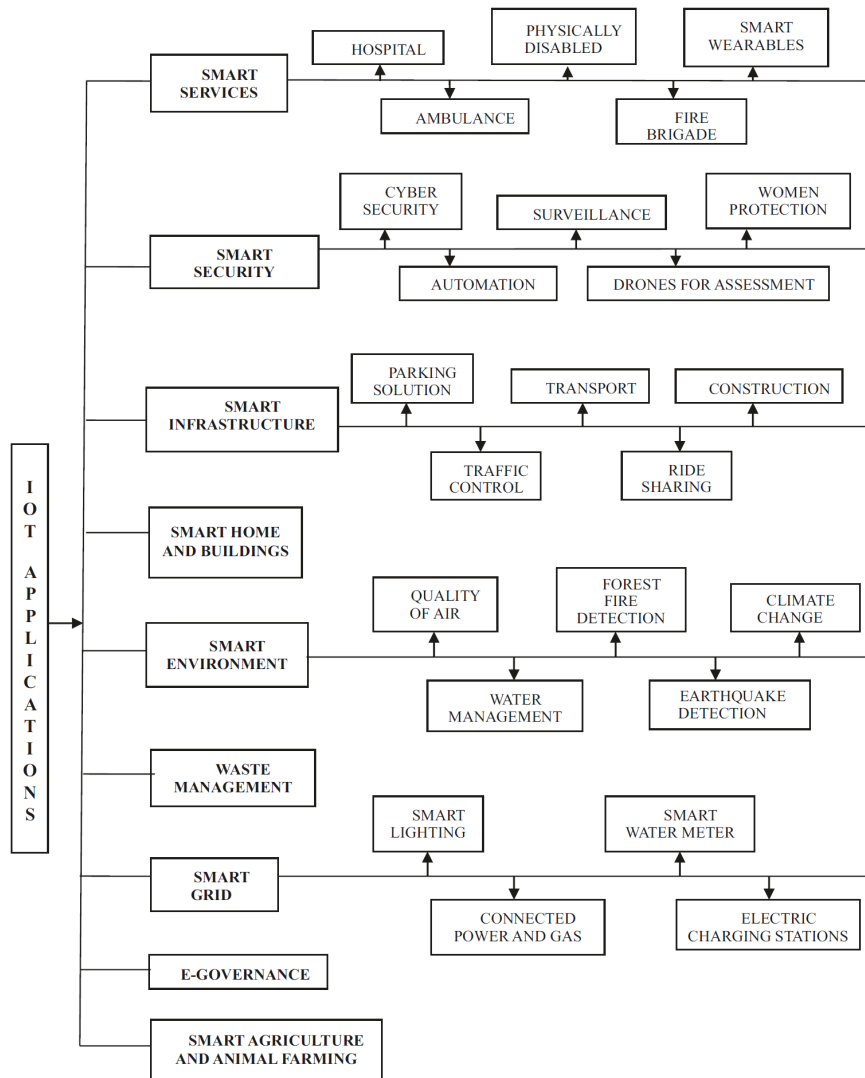 IOT APPLICATIONS
HOSPITAL
PHYSICALLY
DISABLED
SMART
WEARABLES
SMART
SERVICES
AMBULANCE
FIRE
BRIGADE
CYBER
SECURITY
SURVEILLANCE
WOMEN
PROTECTION
SMART
SECURITY
AUTOMATION
DRONES FOR ASSESSMENT
PARKING
SOLUTION
TRANSPORT
CONSTRUCTION
SMART
INFRASTRUCTURE
TRAFFIC
CONTROL
RIDE
SHARING
SMART HOME
AND BUILDINGS
QUALITY
OF AIR
FOREST
FIRE
DETECTION
CLIMATE
CHANGE
SMART
ENVIRONMENT
WATER
MANAGEMENT
EARTHQUAKE
DETECTION
WASTE
MANAGEMENT
SMART
LIGHTING
SMART
WATER METER
SMART
GRID
CONNECTED
POWER AND GAS
ELECTRIC
CHARGING STATIONS
E-GOVERNANCE
SMART AGRICULTURE
AND ANIMAL FARMING